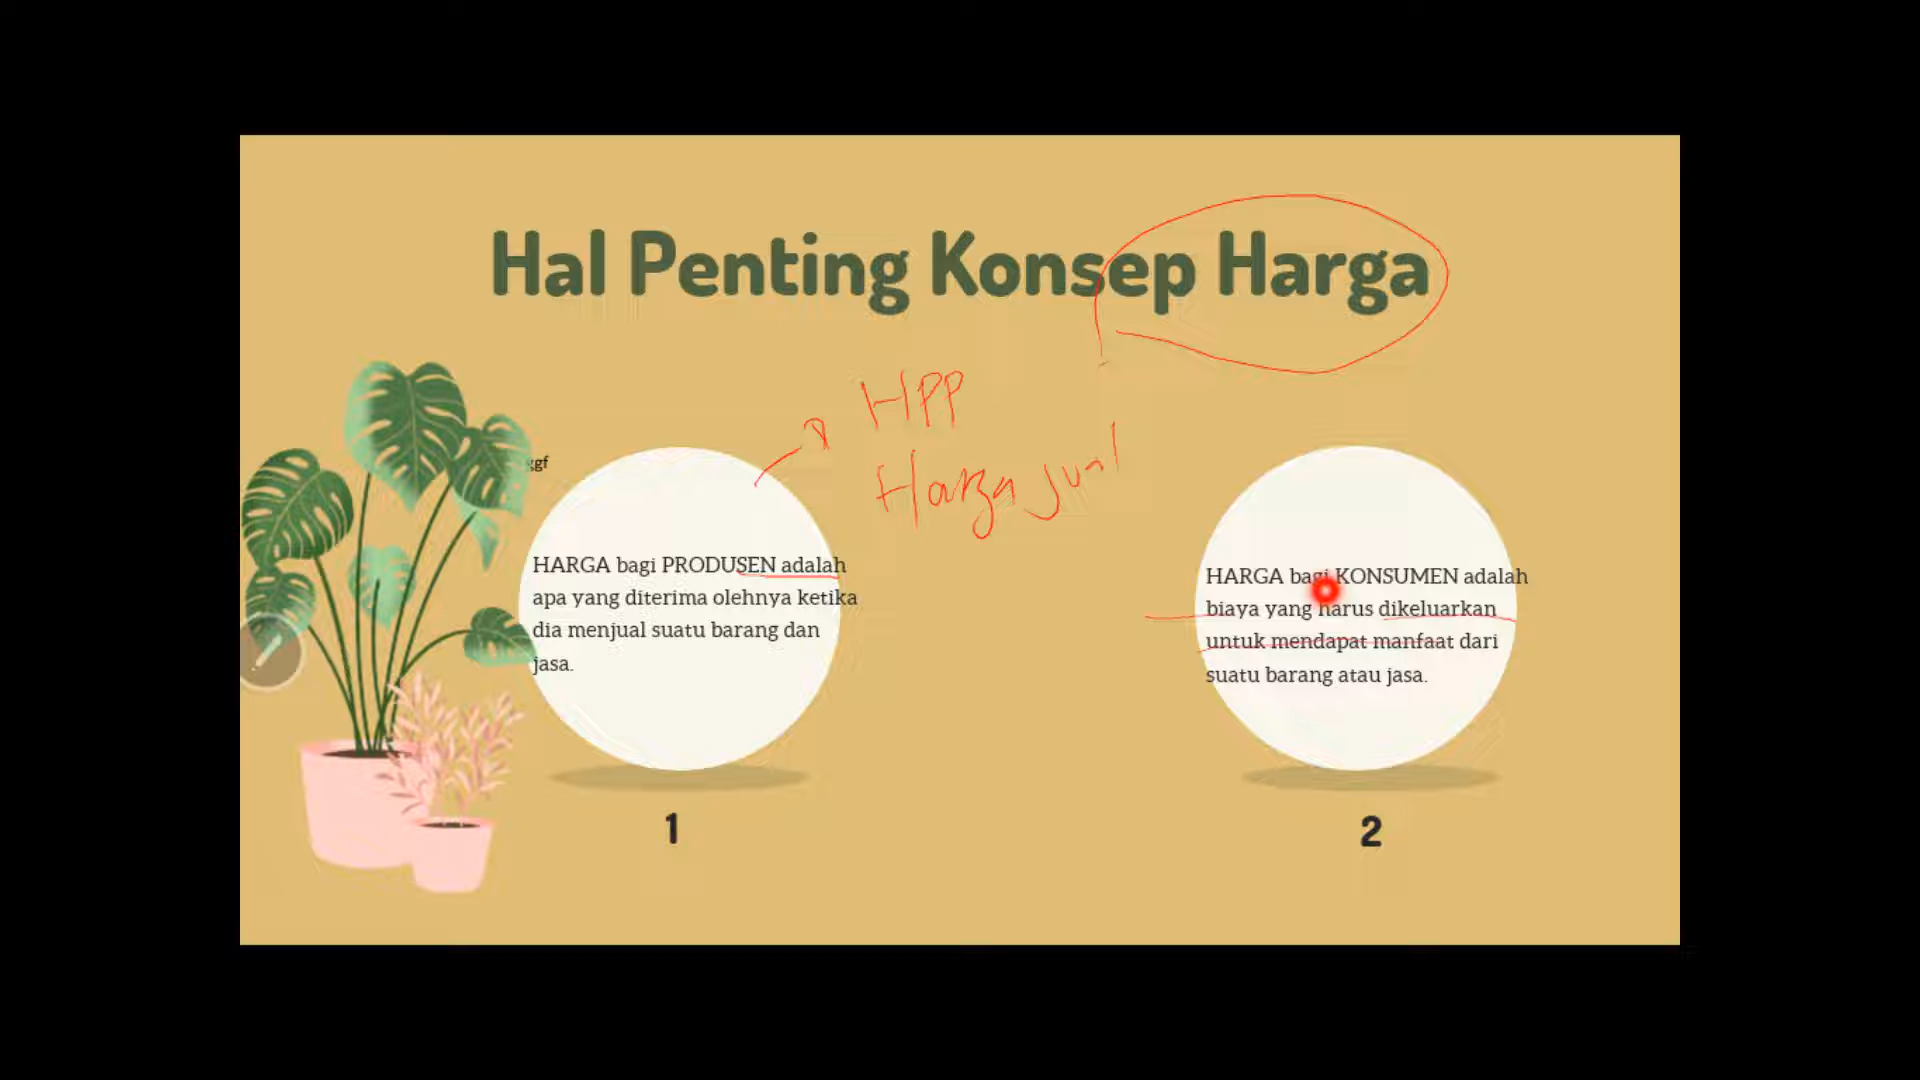 Hal Penting Konsep Harga
HPP
Harga jual
ggf
HARGA bagi PRODUSEN adalah
apa yang diterima olehnya ketika
dia menjual suatu barang dan
jasa.
1
HARGA bagi KONSUMEN adalah
biaya yang harus dikeluarkan
untuk mendapat manfaat dari
suatu barang atau jasa.
2